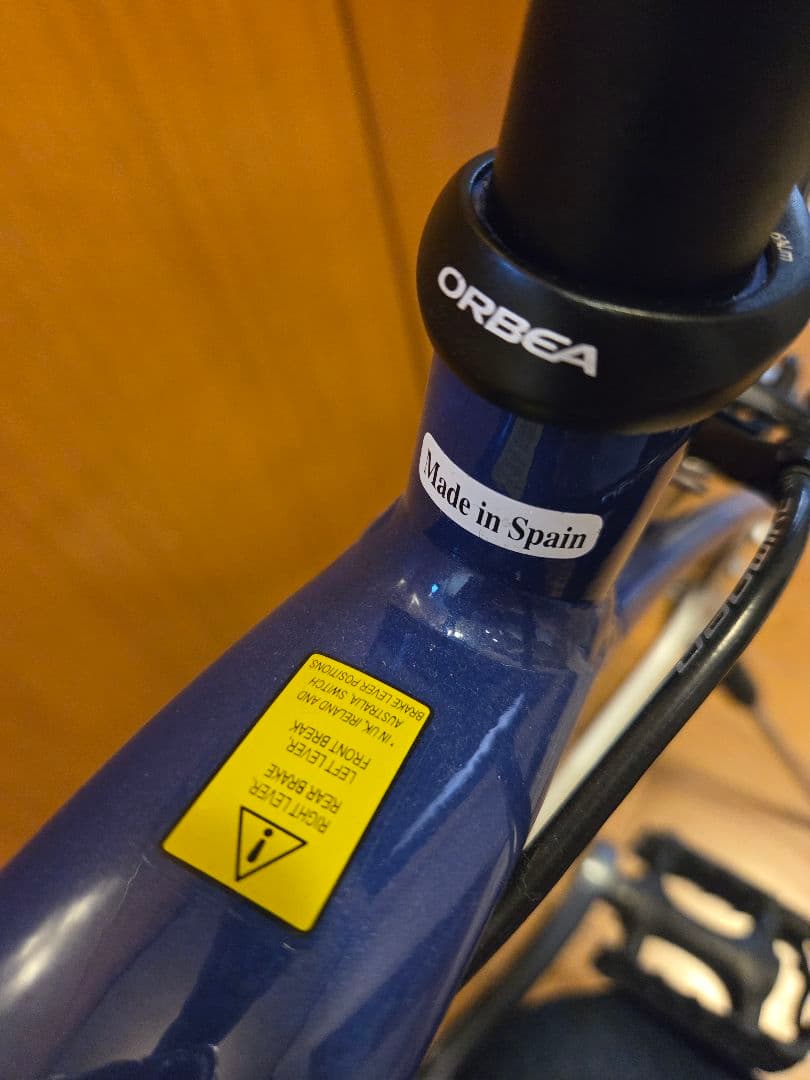 ORBEA
6N.m
Made in Spain
RIGHT LEVER,
REAR BRAKE
LEFT LEVER,
FRONT BREAK
* IN UK, IRELAND AND
AUSTRALIA, SWITCH
BRAKE LEVER POSITIONS